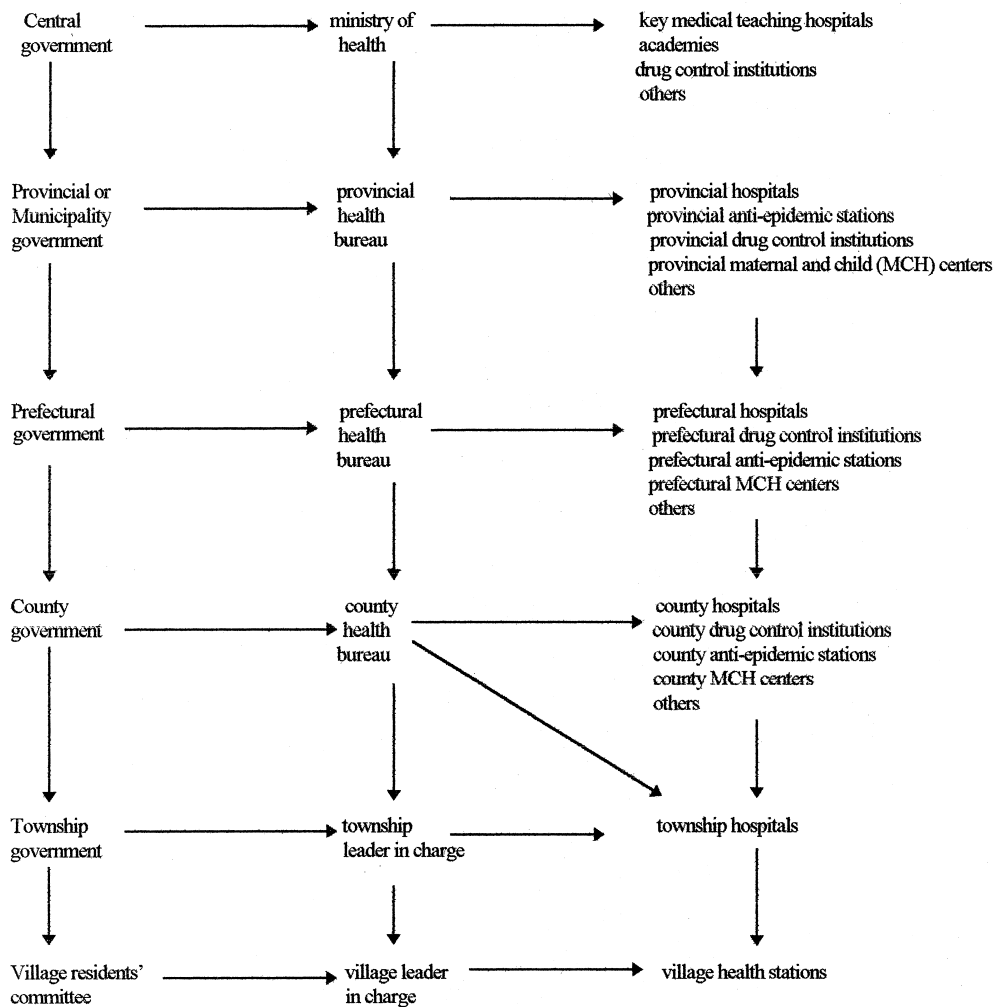 Central
government
ministry of
health
key medical teaching hospitals
academies
drug control institutions
others
Provincial or
Municipality
government
provincial
health
bureau
provincial hospitals
provincial anti-epidemic stations
provincial drug control institutions
provincial maternal and child (MCH) centers
others
Prefectural
government
prefectural
health
bureau
prefectural hospitals
prefectural drug control institutions
prefectural anti-epidemic stations
prefectural MCH centers
others
County
government
county
health
bureau
county hospitals
county drug control institutions
county anti-epidemic stations
county MCH centers
others
Township
government
township
leader in charge
township hospitals
Village residents’
committee
village leader
in charge
village health stations